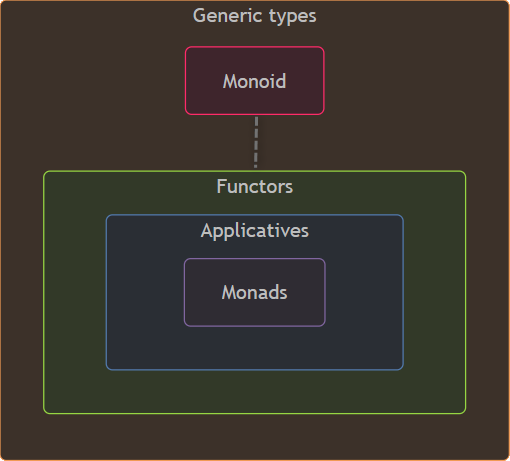 Generic types
Monoid
Functors
Applicatives
Monads